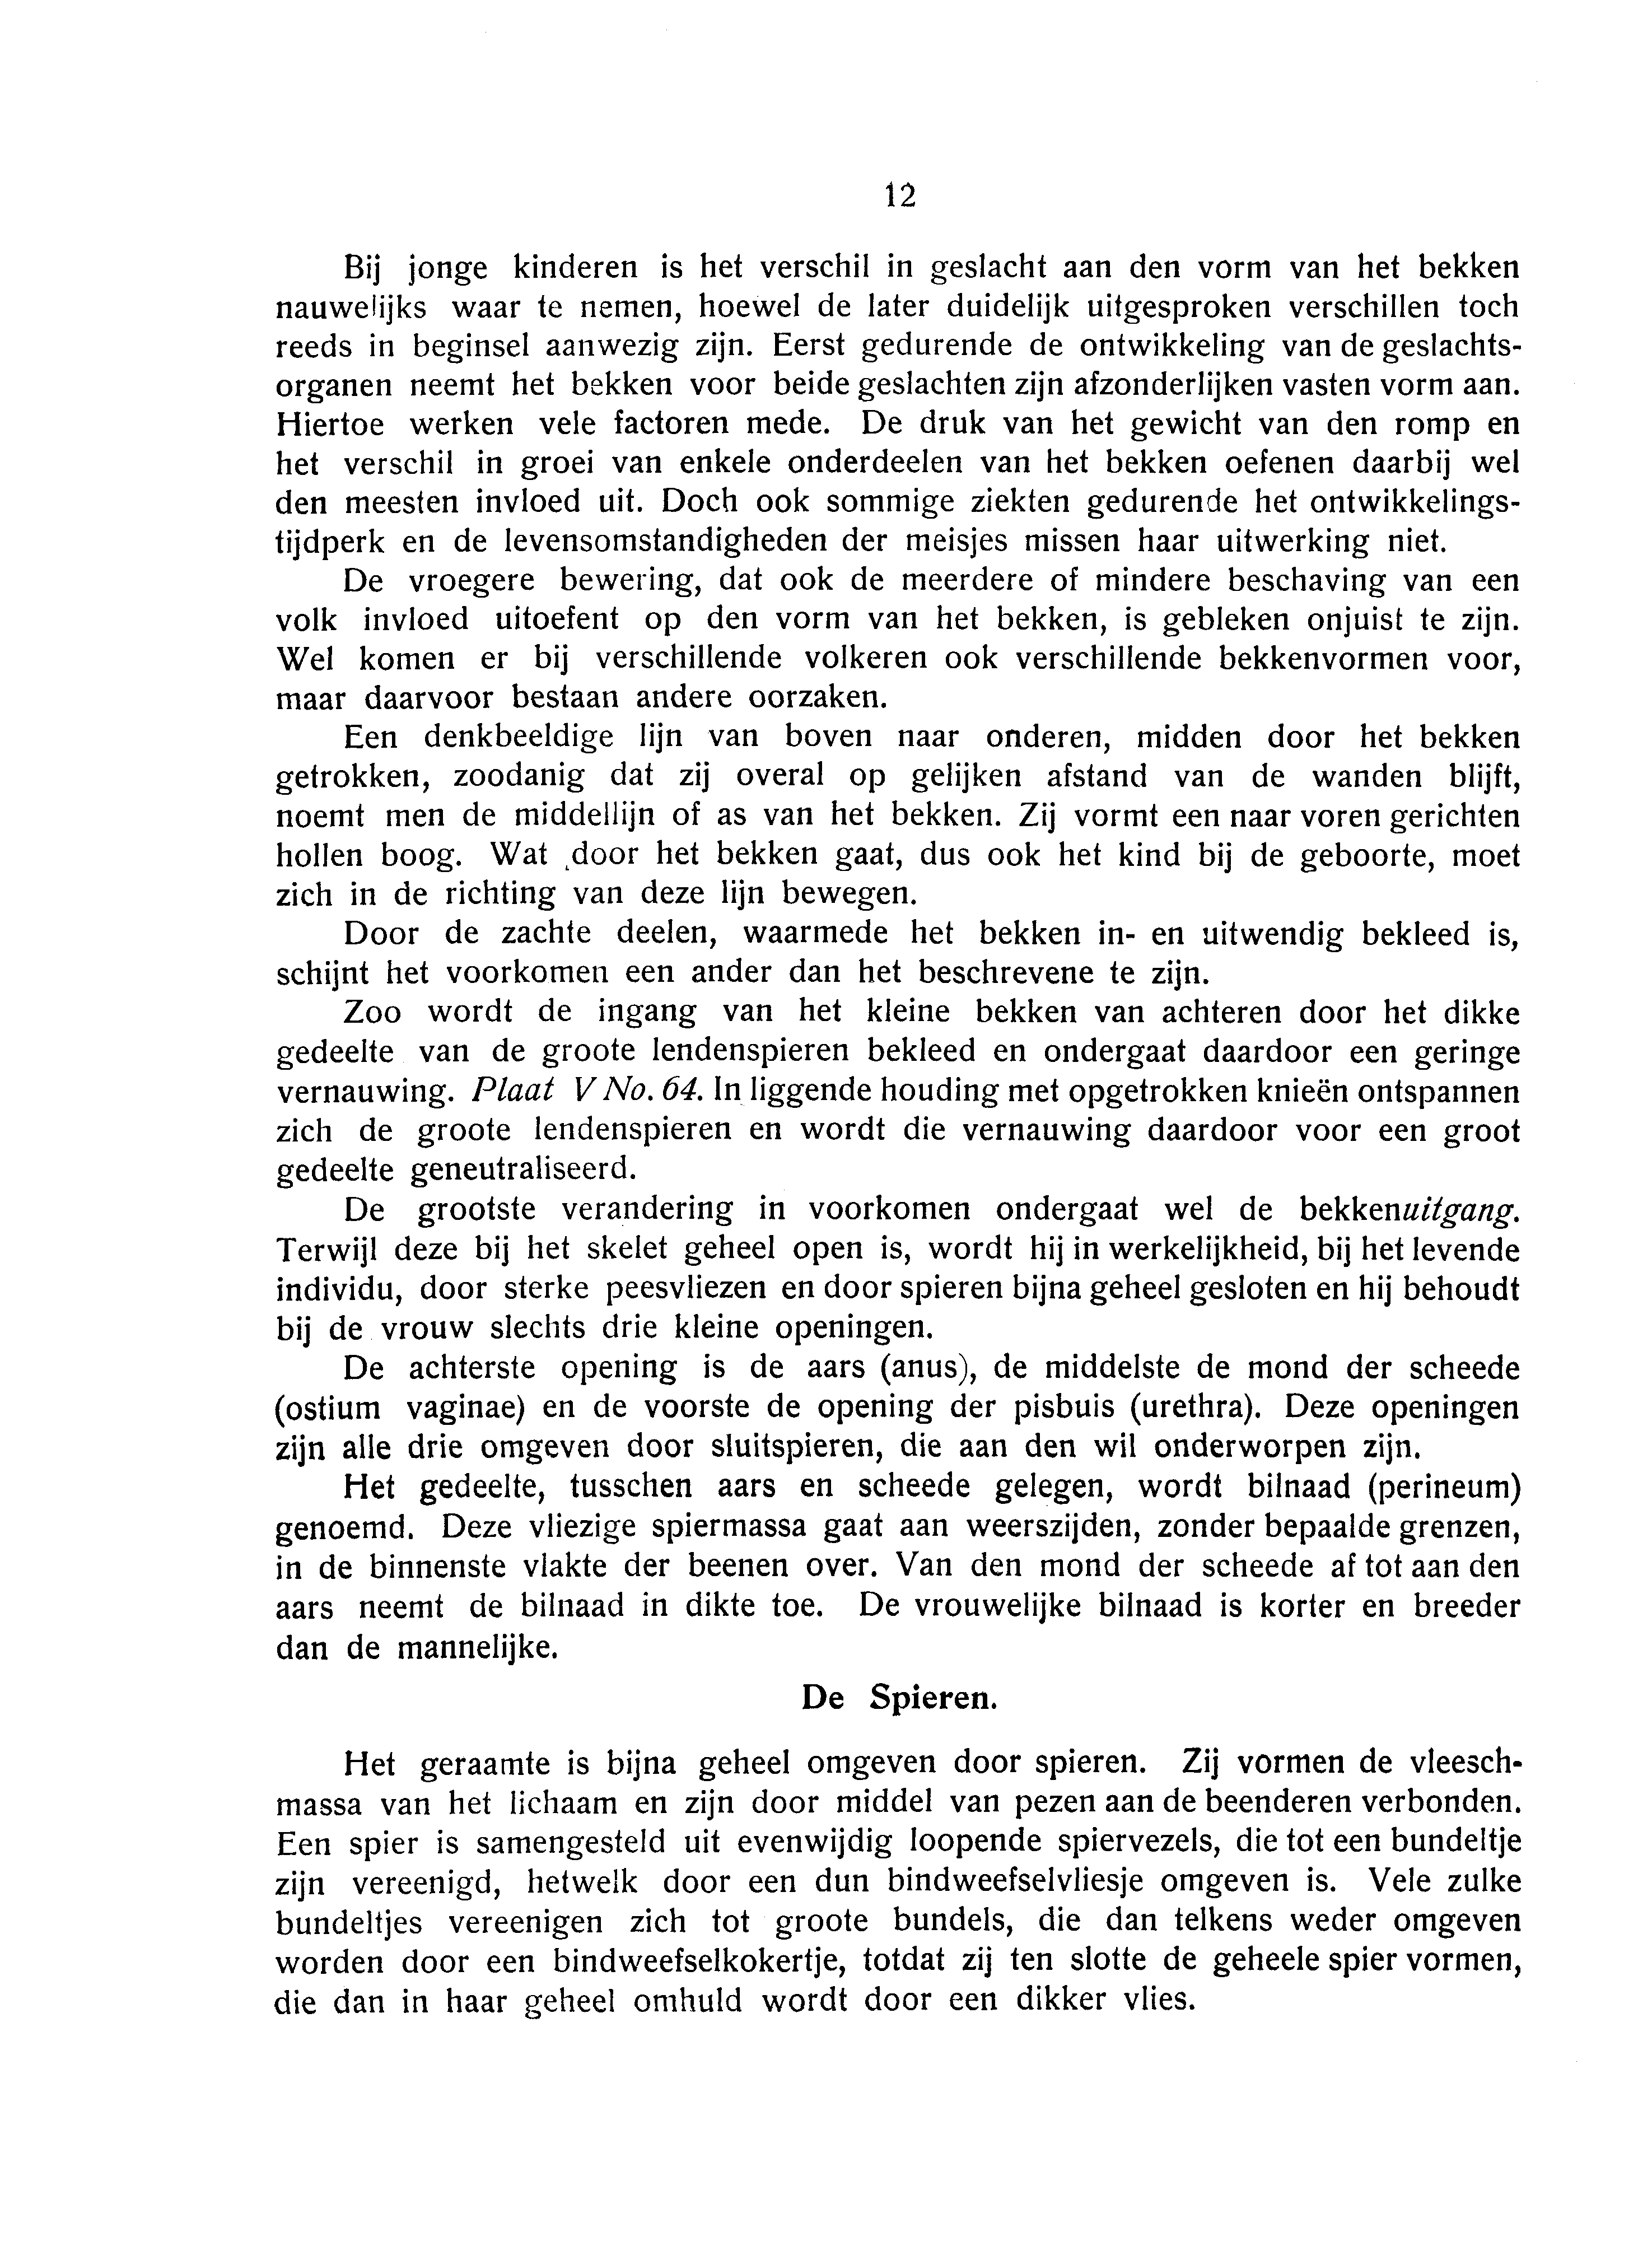 12
Bij jonge kinderen is het verschil in geslacht aan den vorm van het bekken
nauwelijks waar te nemen, hoewel de later duidelijk uitgesproken verschillen toch
reeds in beginsel aanwezig zijn. Eerst gedurende de ontwikkeling van de geslachts-
organen neemt het bekken voor beide geslachten zijn afzonderlijken vasten vorm aan.
Hiertoe werken vele factoren mede. De druk van het gewicht van den romp en
het verschil in groei van enkele onderdeelen van het bekken oefenen daarbij wel
den meesten invloed uit. Doch ook sommige ziekten gedurende het ontwikkelings-
tijdperk en de levensomstandigheden der meisjes missen haar uitwerking niet.
De vroegere bewering, dat ook de meerdere of mindere beschaving van een
volk invloed uitoefent op den vorm van het bekken, is gebleken onjuist te zijn.
Wel komen er bij verschillende volkeren ook verschillende bekkenvormen voor,
maar daarvoor bestaan andere oorzaken.
Een denkbeeldige lijn van boven naar onderen, midden door het bekken
getrokken, zoodanig dat zij overal op gelijken afstand van de wanden blijft,
noemt men de middellijn of as van het bekken. Zij vormt een naar voren gerichten
hollen boog. Wat door het bekken gaat, dus ook het kind bij de geboorte, moet
zich in de richting van deze lijn bewegen.
Door de zachte deelen, waarmede het bekken in- en uitwendig bekleed is,
schijnt het voorkomen een ander dan het beschrevene te zijn.
Zoo wordt de ingang van het kleine bekken van achteren door het dikke
gedeelte van de groote lendenspieren bekleed en ondergaat daardoor een geringe
vernauwing. Plaat V No. 64. In liggende houding met opgetrokken knieën ontspannen
zich de groote lendenspieren en wordt die vernauwing daardoor voor een groot
gedeelte geneutraliseerd.
De grootste verandering in voorkomen ondergaat wel de bekkenuitgang.
Terwijl deze bij het skelet geheel open is, wordt hij in werkelijkheid, bij het levende
individu, door sterke peesvliezen en door spieren bijna geheel gesloten en hij behoudt
bij de vrouw slechts drie kleine openingen.
De achterste opening is de aars (anus), de middelste de mond der scheede
(ostium vaginae) en de voorste de opening der pisbuis (urethra). Deze openingen
zijn alle drie omgeven door sluitspieren, die aan den wil onderworpen zijn.
Het gedeelte, tusschen aars en scheede gelegen, wordt bilnaad (perineum)
genoemd. Deze vliezige spiermassa gaat aan weerszijden, zonder bepaalde grenzen,
in de binnenste vlakte der beenen over. Van den mond der scheede af tot aan den
aars neemt de bilnaad in dikte toe. De vrouwelijke bilnaad is korter en breeder
dan de mannelijke.
De Spieren.
Het geraamte is bijna geheel omgeven door spieren. Zij vormen de vleesch-
massa van het lichaam en zijn door middel van pezen aan de beenderen verbonden.
Een spier is samengesteld uit evenwijdig loopende spiervezels, die tot een bundeltje
zijn vereenigd, hetwelk door een dun bindweefselvliesje omgeven is. Vele zulke
bundeltjes vereenigen zich tot groote bundels, die dan telkens weder omgeven
worden door een bindweefselkokertje, totdat zij ten slotte de geheele spier vormen,
die dan in haar geheel omhuld wordt door een dikker vlies.